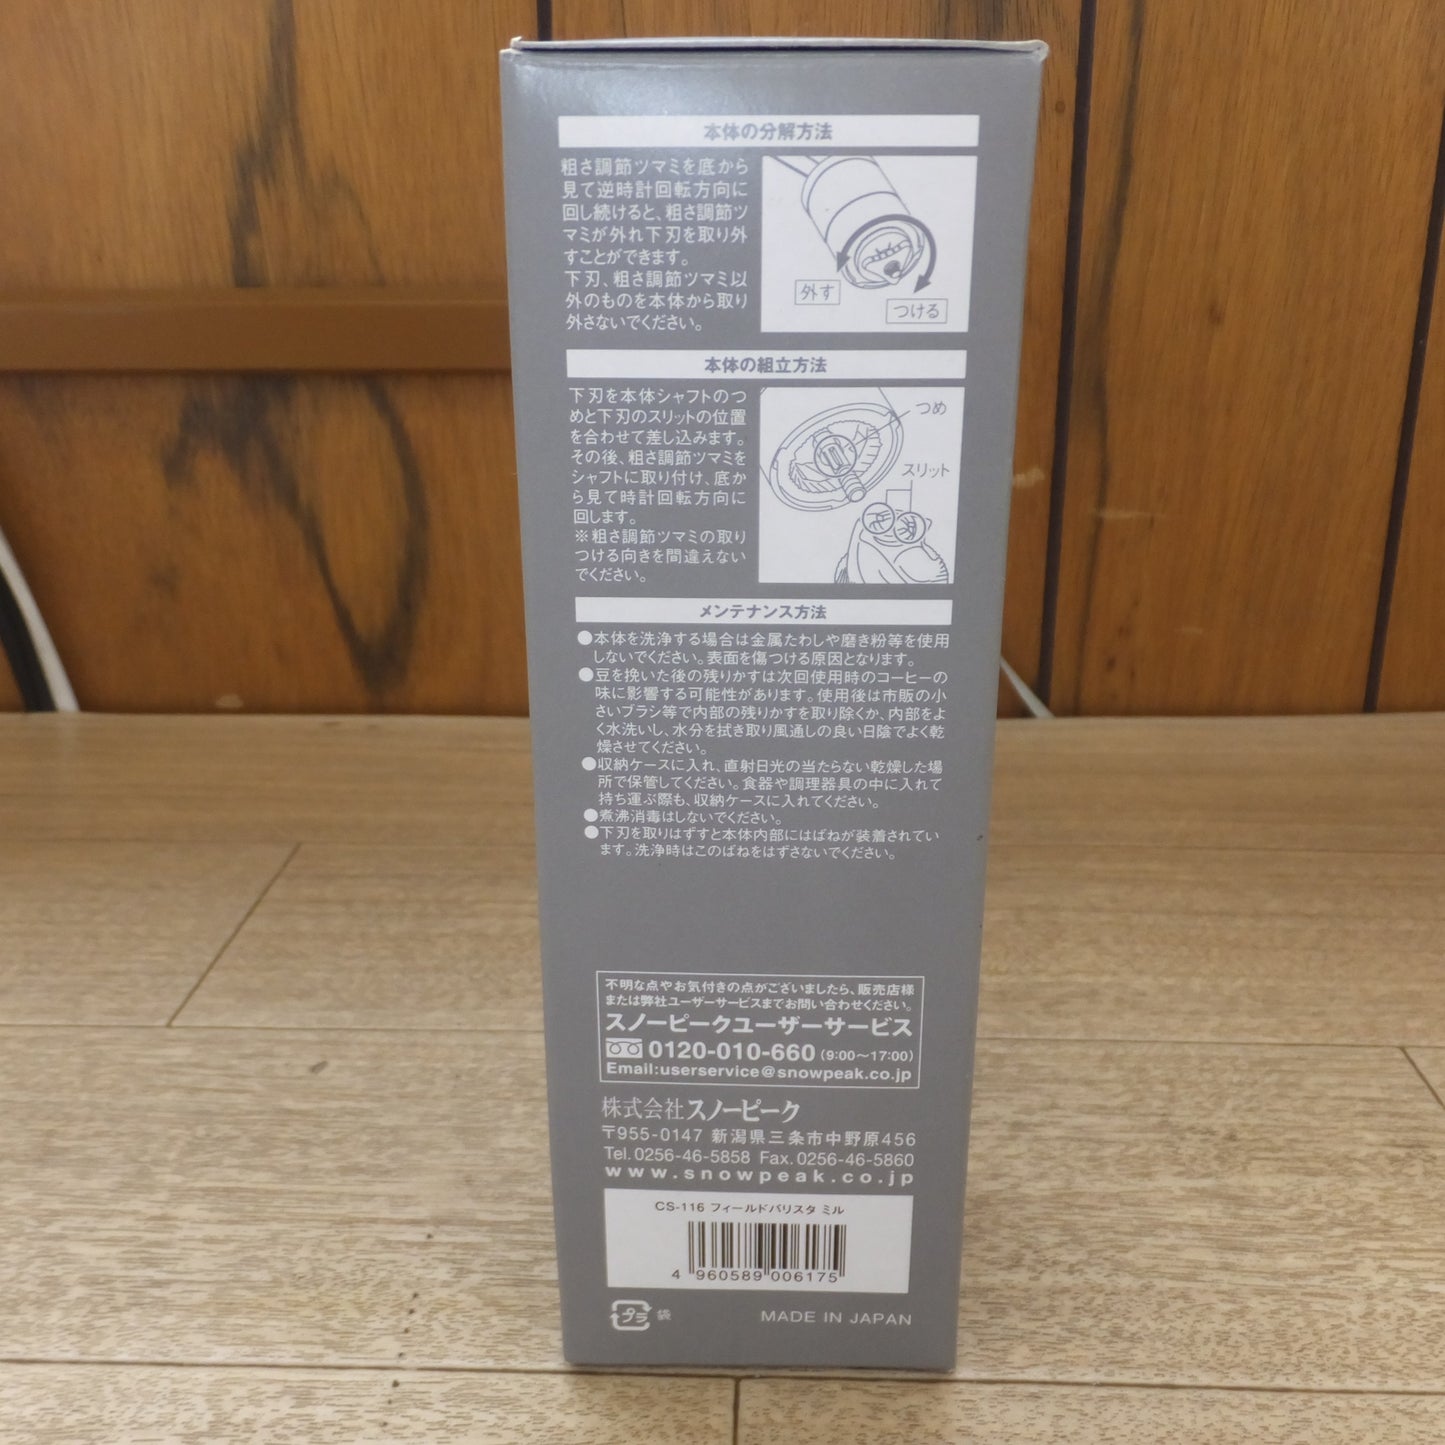 本体の分解方法
粗さ調節ツマミを底から
見て逆時計回転方向に
回し続けると、粗さ調節ツ
マミが外れ下刃を取り外
すことができます。
下刃、粗さ調節ツマミ以
外のものを本体から取り
外さないでください。
外す
つける
本体の組立方法
下刃を本体シャフトのつ
めと下刃のスリットの位置
を合わせて差し込みます。
その後、粗さ調節ツマミを
シャフトに取り付け、底か
ら見て時計回転方向に
回します。
※粗さ調節ツマミの取り
つける向きを間違えない
でください。
つめ
スリット
メンテナンス方法
●本体を洗浄する場合は金属たわしや磨き粉等を使用
しないでください。表面を傷つける原因となります。
●豆を挽いた後の残りかすは次回使用時のコーヒーの
味に影響する可能性があります。使用後は市販の小
さいブラシ等で内部の残りかすを取り除くか、内部をよ
く水洗いし、水分を拭き取り風通しの良い日陰でよく乾
燥させてください。
●収納ケースに入れ、直射日光の当たらない乾燥した場
所で保管してください。食器や調理器具の中に入れて
持ち運ぶ際も、収納ケースに入れてください。
●煮沸消毒はしないでください。
●下刃を取りはずすと本体内部にはばねが装着されてい
ます。洗浄時はこのばねをはずさないでください。
不明な点やお気付きの点がございましたら、販売店様
または弊社ユーザーサービスまでお問い合わせください。
スノーピークユーザーサービス
0120-010-660 (9:00〜17:00)
Email:userservice@snowpeak.co.jp
株式会社スノーピーク
〒955-0147 新潟県三条市中野原456
Tel.0256-46-5858 Fax.0256-46-5860
www.snowpeak.co.jp
CS-116 フィールドバリスタ ミル
4 960589 006175
プラ 袋 MADE IN JAPAN